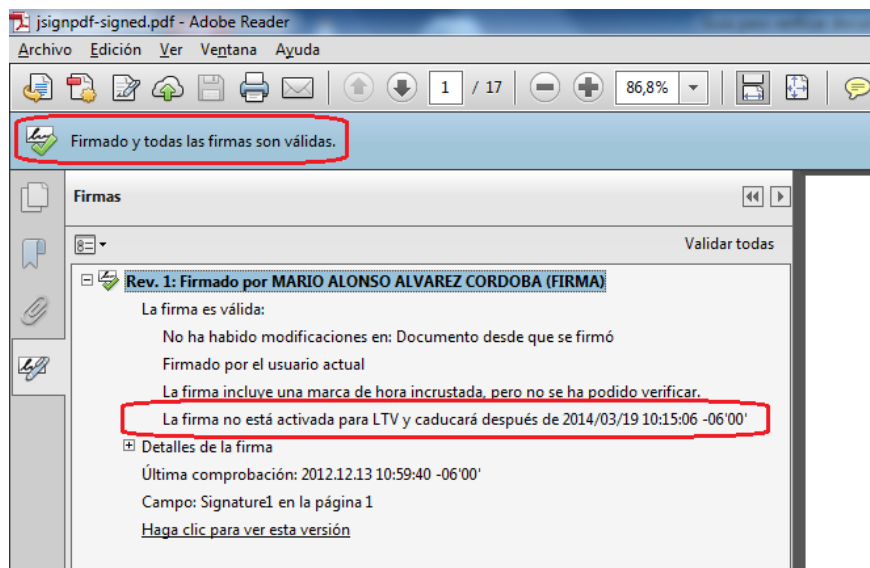 jsignpdf-signed.pdf - Adobe Reader
Archivo Edición Ver Ventana Ayuda
1 / 17 86,8%
Firmado y todas las firmas son válidas.
Firmas
Validar todas
Rev. 1: Firmado por MARIO ALONSO ALVAREZ CORDOBA (FIRMA)
La firma es válida:
No ha habido modificaciones en: Documento desde que se firmó
Firmado por el usuario actual
La firma incluye una marca de hora incrustada, pero no se ha podido verificar.
La firma no está activada para LTV y caducará después de 2014/03/19 10:15:06 -06'00'
Detalles de la firma
Última comprobación: 2012.12.13 10:59:40 -06'00'
Campo: Signature1 en la página 1
Haga clic para ver esta versión